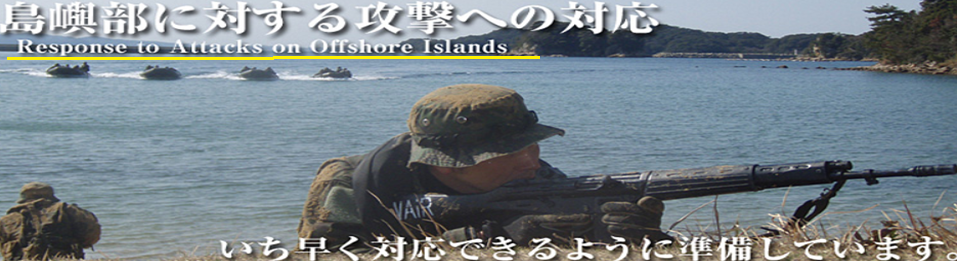 島嶼部に対する攻撃への対応
Response to Attacks on Offshore Islands
WAiR
いち早く対応できるように準備しています。